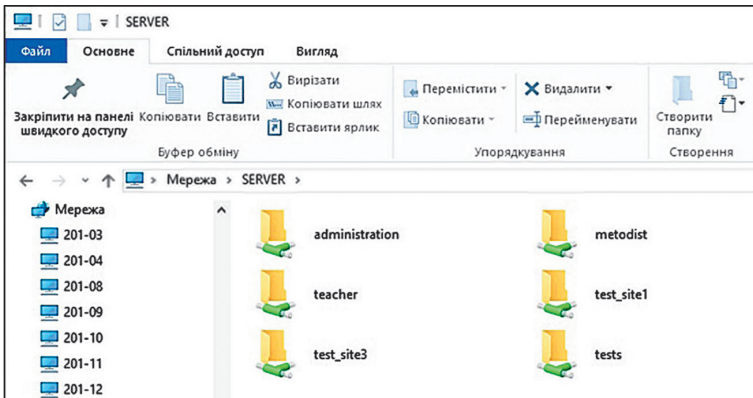 SERVER
Файл Основне Спільний доступ Вигляд
Закріпити на панелі швидкого доступу
Копіювати
Вставити
Вирізати
Копіювати шлях
Вставити ярлик
Буфер обміну
Перемістити
Копіювати
Видалити
Перейменувати
Упорядкування
Створити папку
Створення
Мережа > SERVER >
Мережа
201-03
201-04
201-08
201-09
201-10
201-11
201-12
administration
metodist
teacher
test_site1
test_site3
tests